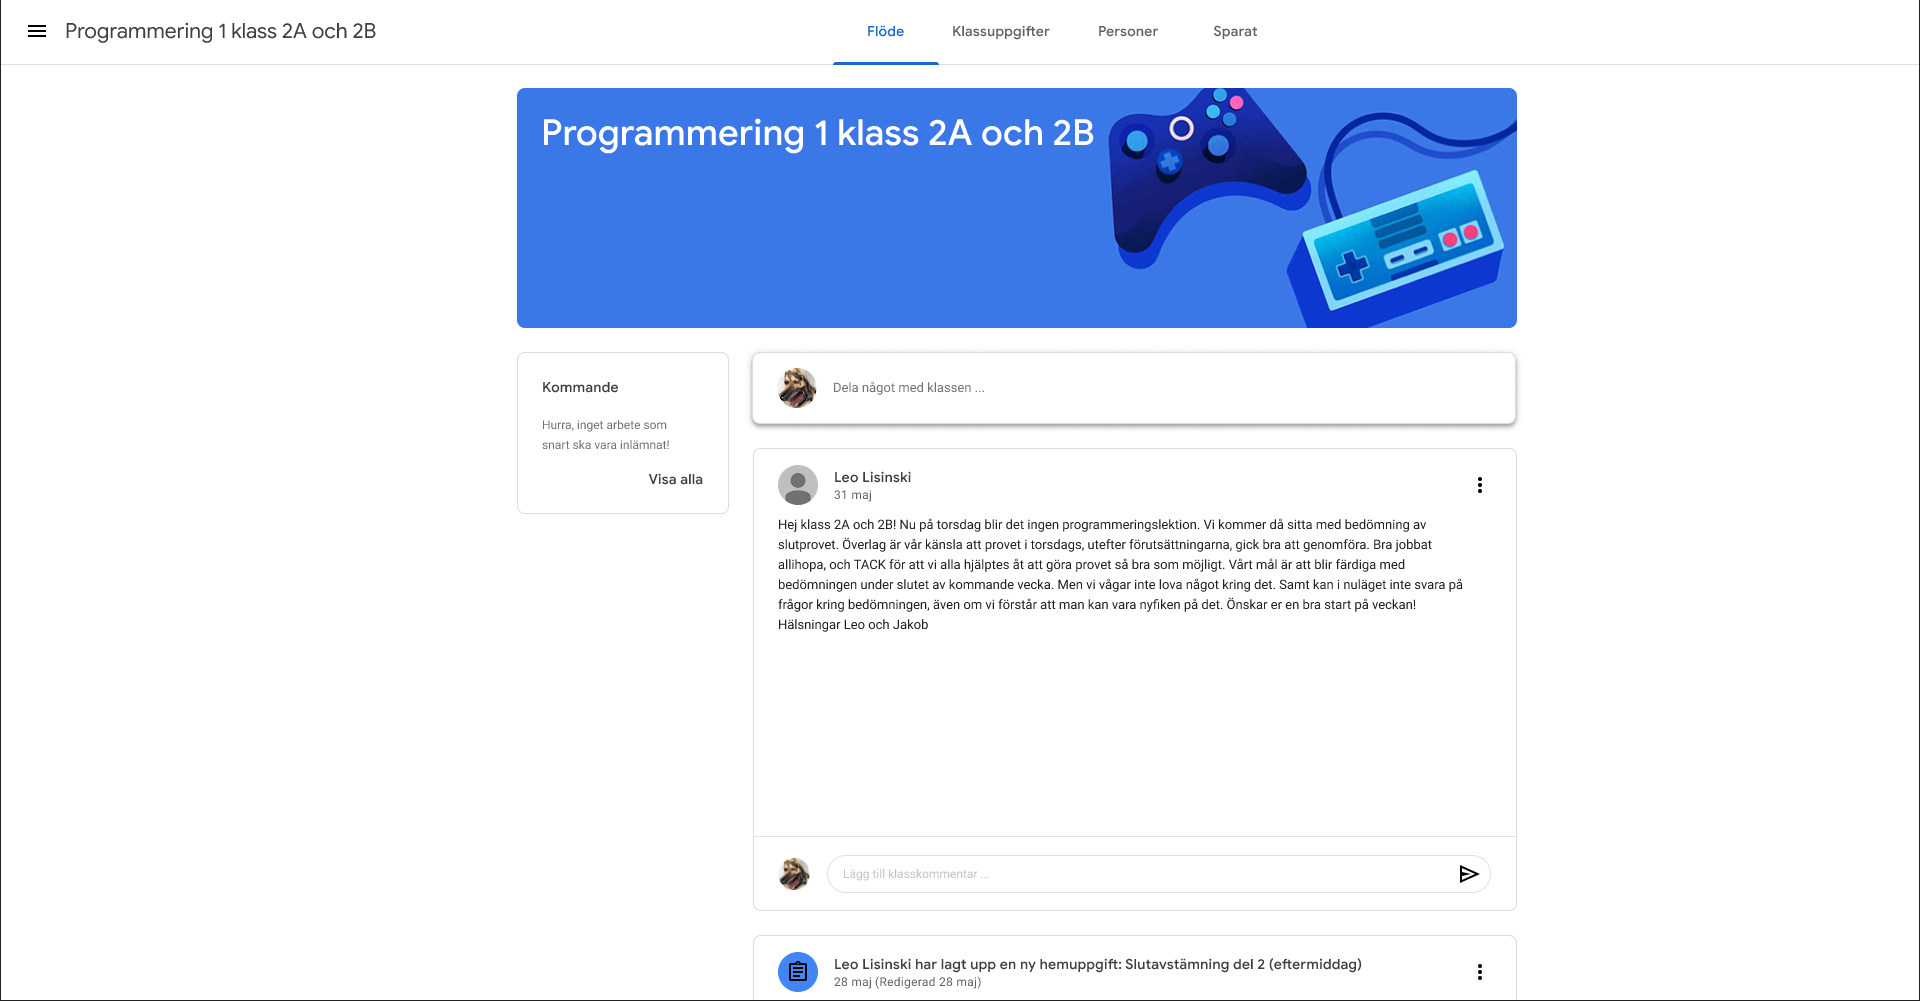 Programmering 1 klass 2A och 2B
Flöde
Klassuppgifter
Personer
Sparat
Programmering 1 klass 2A och 2B
Kommande
Hurra, inget arbete som
snart ska vara inlämnat!
Visa alla
Dela något med klassen ...
Leo Lisinski
31 maj
Hej klass 2A och 2B! Nu på torsdag blir det ingen programmeringslektion. Vi kommer då sitta med bedömning av
slutprovet. Överlag är vår känsla att provet i torsdags, utefter förutsättningarna, gick bra att genomföra. Bra jobbat
allihopa, och TACK för att vi alla hjälptes åt att göra provet så bra som möjligt. Vårt mål är att blir färdiga med
bedömningen under slutet av kommande vecka. Men vi vågar inte lova något kring det. Samt kan i nuläget inte svara på
frågor kring bedömningen, även om vi förstår att man kan vara nyfiken på det. Önskar er en bra start på veckan!
Hälsningar Leo och Jakob
Lägg till klasskommentar ...
Leo Lisinski har lagt upp en ny hemuppgift: Slutavstämning del 2 (eftermiddag)
28 maj (Redigerad 28 maj)